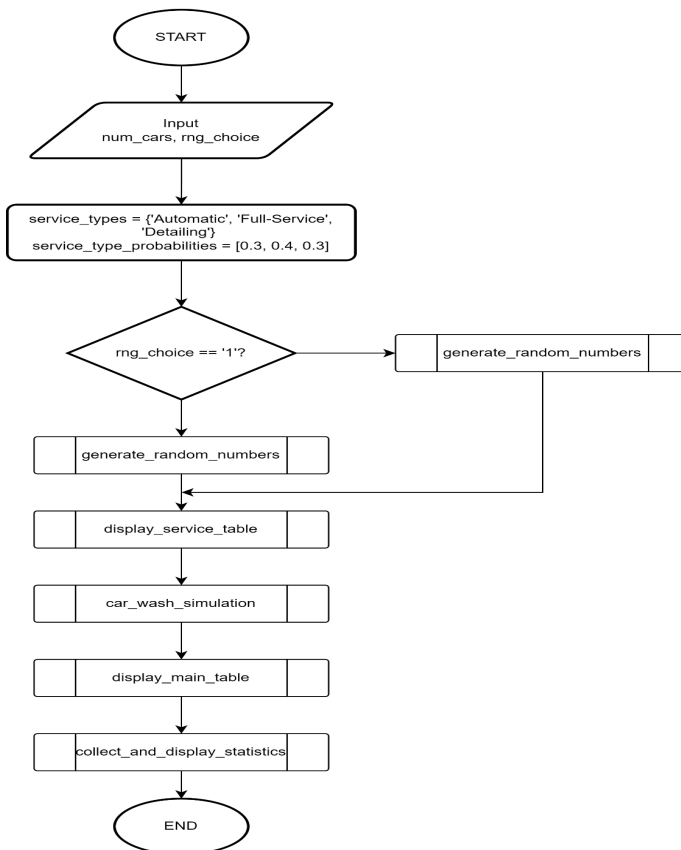 START
Input
num_cars, rng_choice
service_types = {'Automatic', 'Full-Service',
'Detailing'}
service_type_probabilities = [0.3, 0.4, 0.3]
rng_choice == '1'?
generate_random_numbers
generate_random_numbers
display_service_table
car_wash_simulation
display_main_table
collect_and_display_statistics
END